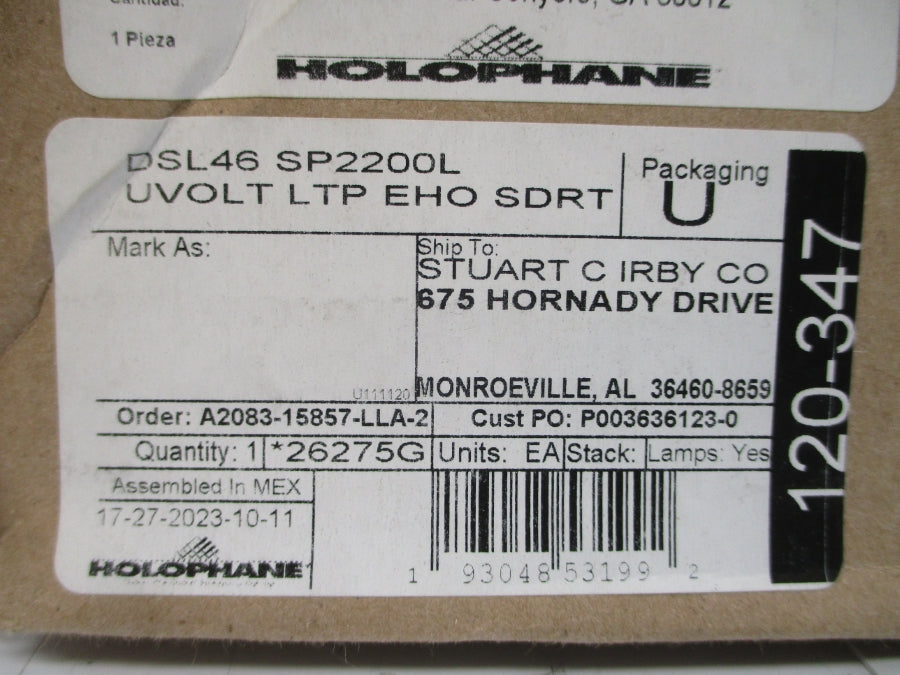 1 Pieza
HOLOPHANE
DSL46 SP2200L
UVOLT LTP EHO SDRT
Packaging
U
Mark As:
Ship To:
STUART C IRBY CO
675 HORNADY DRIVE
U111120
MONROEVILLE, AL 36460-8659
Order: A2083-15857-LLA-2
Cust PO: P003636123-0
Quantity: 1
*26275G
Units: EA
Stack:
Lamps: Yes
Assembled In MEX
17-27-2023-10-11
HOLOPHANE
1 93048 53199 2
120-347